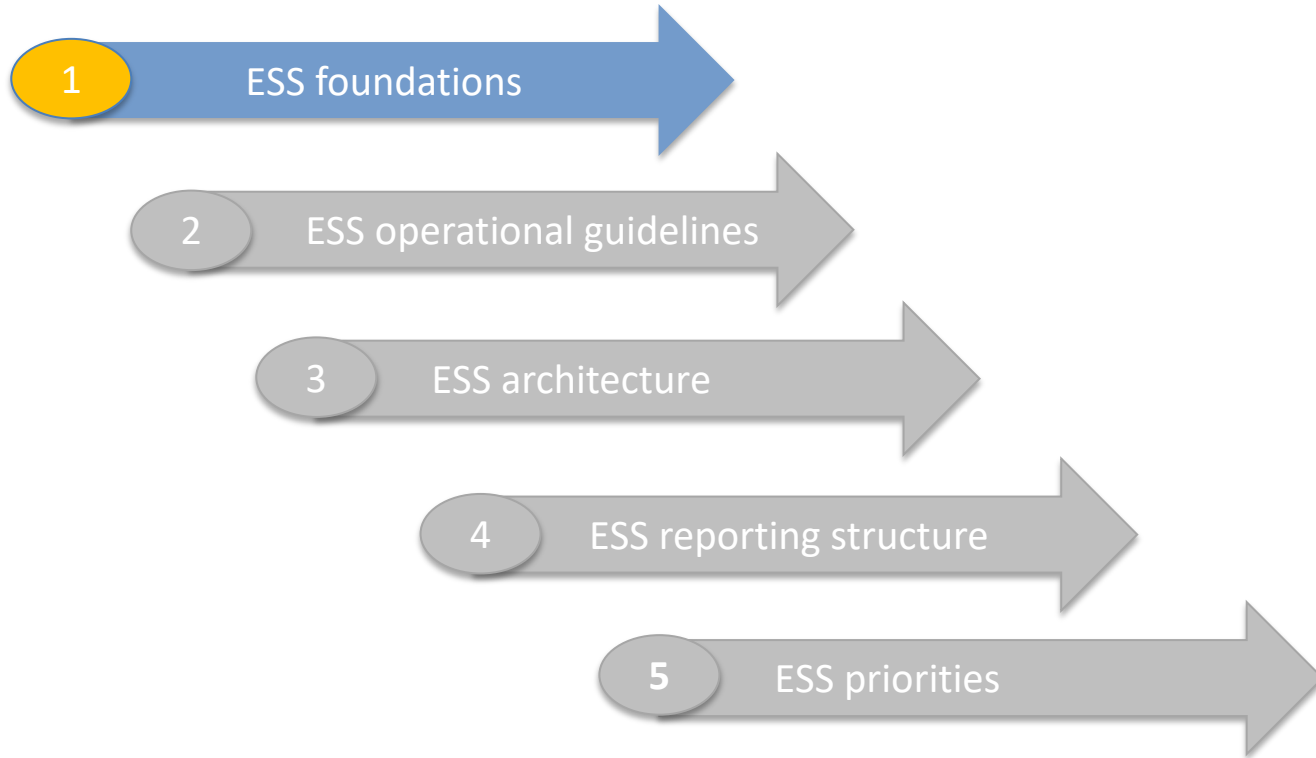 1 ESS foundations
2 ESS operational guidelines
3 ESS architecture
4 ESS reporting structure
5 ESS priorities